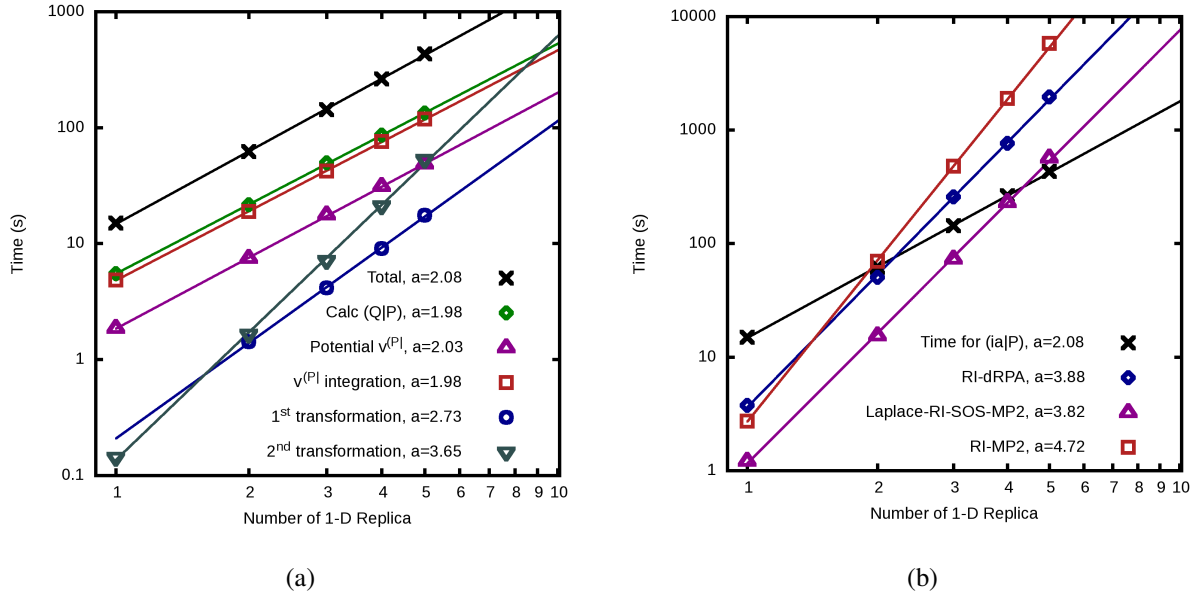 1000
100
10
1
0.1
Time (s)
Total, a=2.08
Calc (Q|P), a=1.98
Potential v(P|, a=2.03
v(P| integration, a=1.98
1st transformation, a=2.73
2nd transformation, a=3.65
1 2 3 4 5 6 7 8 9 10
Number of 1-D Replica
(a)
10000
1000
100
10
1
Time (s)
Time for (ia|P), a=2.08
RI-dRPA, a=3.88
Laplace-RI-SOS-MP2, a=3.82
RI-MP2, a=4.72
1 2 3 4 5 6 7 8 9 10
Number of 1-D Replica
(b)